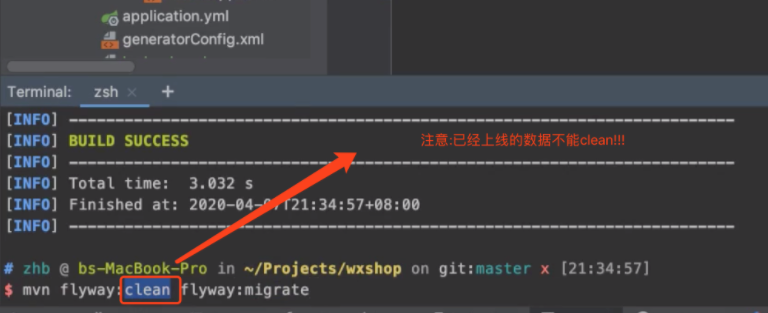 application.yml
generatorConfig.xml
Terminal: zsh × +
[INFO] ------------------------------------------------------------------------
[INFO] BUILD SUCCESS
注意:已经上线的数据不能clean!!!
[INFO] ------------------------------------------------------------------------
[INFO] Total time:  3.032 s
[INFO] Finished at: 2020-04-07T21:34:57+08:00
[INFO] ------------------------------------------------------------------------
# zhb @ bs-MacBook-Pro in ~/Projects/wxshop on git:master x [21:34:57]
$ mvn flyway:clean flyway:migrate